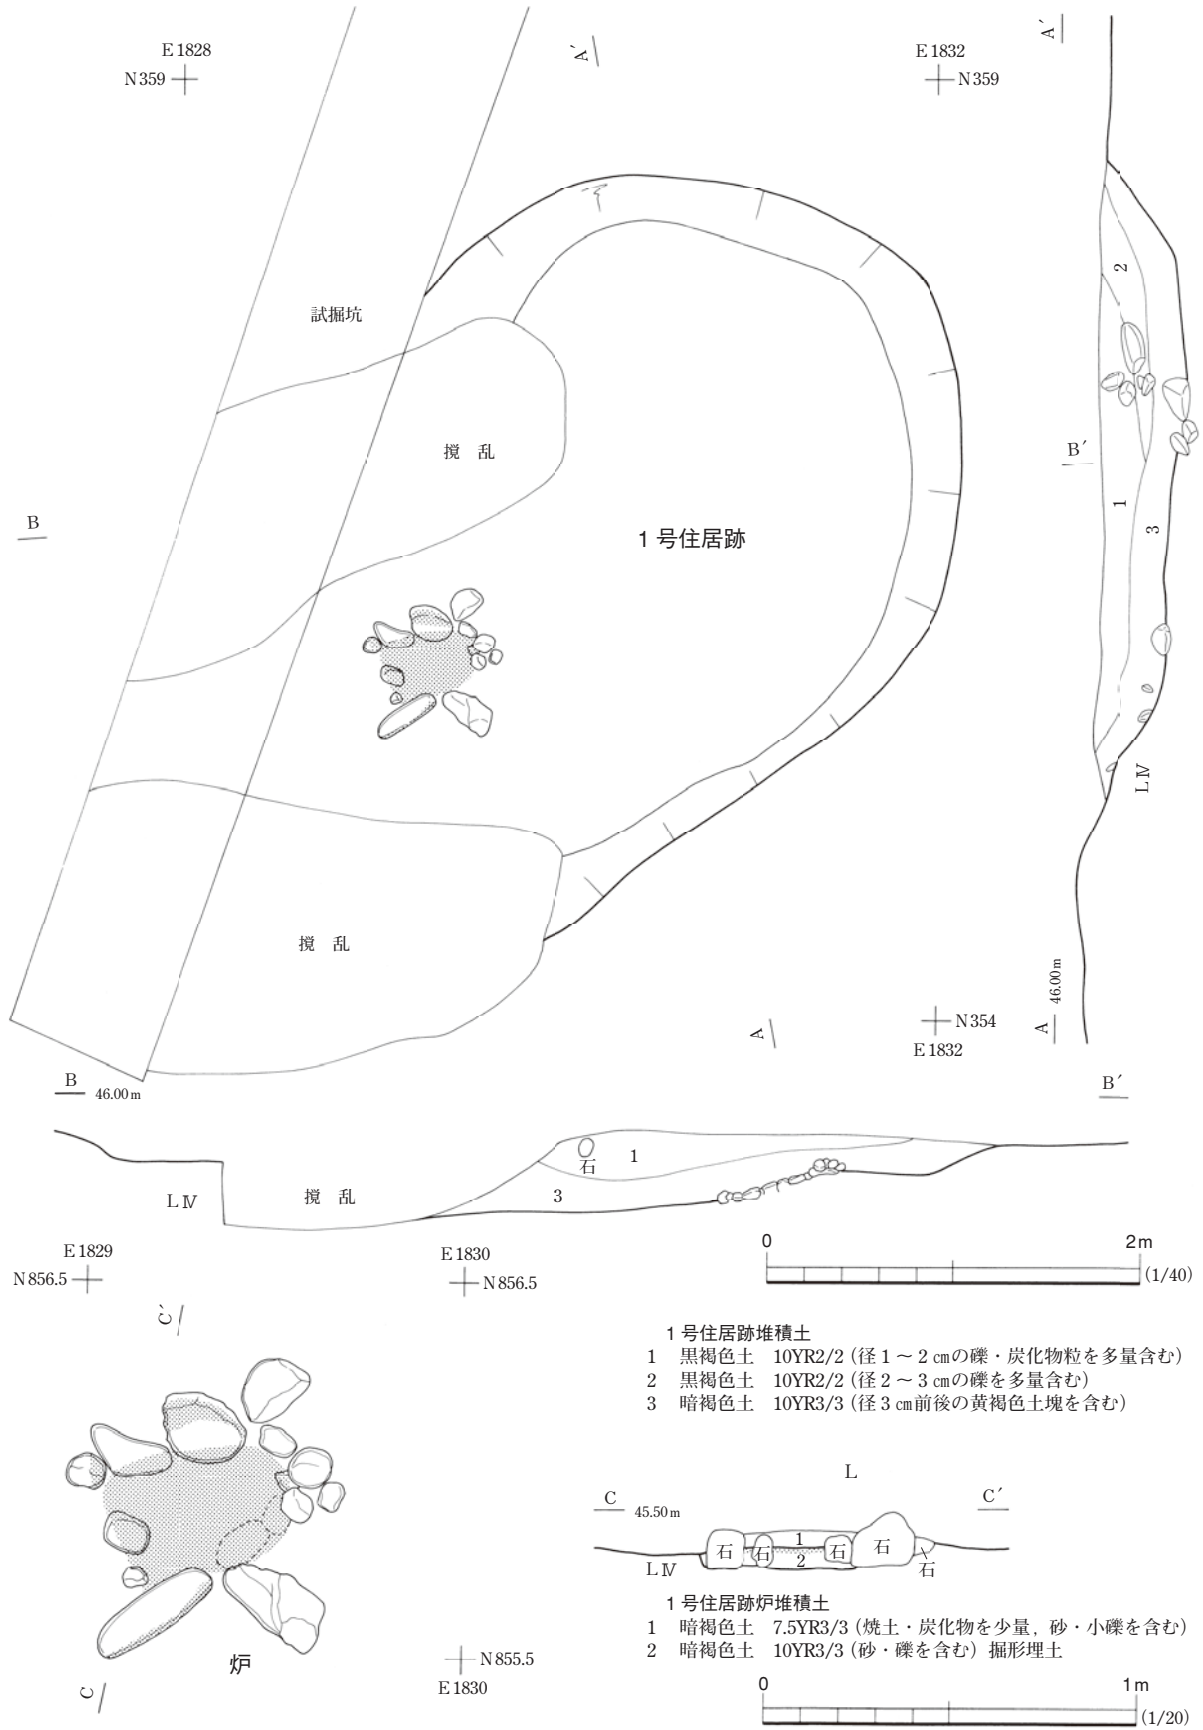 E1828
N359
A′
E1832
N359
A′
試掘坑
2
撹 乱
B′
1
3
B
1 号住居跡
LⅣ
撹 乱
A
N354
E1832
A
46.00m
B
46.00m
B′
石
1
LⅣ
撹 乱
3
E1829
N856.5
E1830
N856.5
0
2m
(1/40)
C′
1 号住居跡堆積土
1 黒褐色土 10YR2/2（径1～2㎝の礫・炭化物粒を多量含む）
2 黒褐色土 10YR2/2（径2～3㎝の礫を多量含む）
3 暗褐色土 10YR3/3（径3㎝前後の黄褐色土塊を含む）
L
C
45.50m
C′
1
石
石
石
石
2
石
LⅣ
1 号住居跡炉堆積土
1 暗褐色土 7.5YR3/3（焼土・炭化物を少量，砂・小礫を含む）
2 暗褐色土 10YR3/3（砂・礫を含む）掘形埋土
炉
C
N855.5
E1830
0
1m
(1/20)